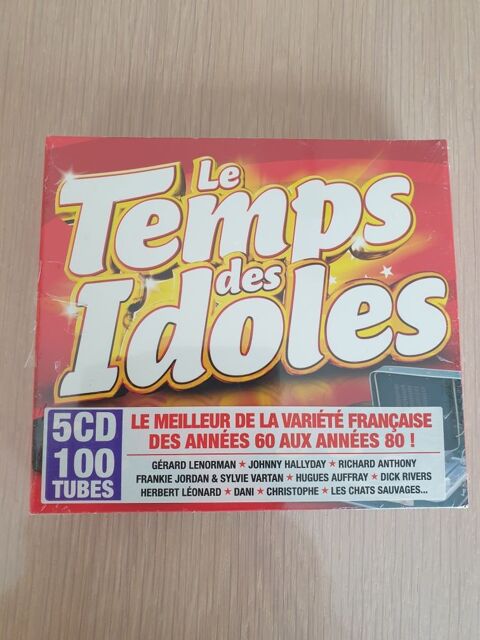 Le
Temps
des
Idoles
5CD
100
TUBES
LE MEILLEUR DE LA VARIÉTÉ FRANÇAISE
DES ANNÉES 60 AUX ANNÉES 80 !
GÉRARD LENORMAN ★ JOHNNY HALLYDAY ★ RICHARD ANTHONY
FRANKIE JORDAN & SYLVIE VARTAN ★ HUGUES AUFFRAY ★ DICK RIVERS
HERBERT LÉONARD ★ DANI ★ CHRISTOPHE ★ LES CHATS SAUVAGES...